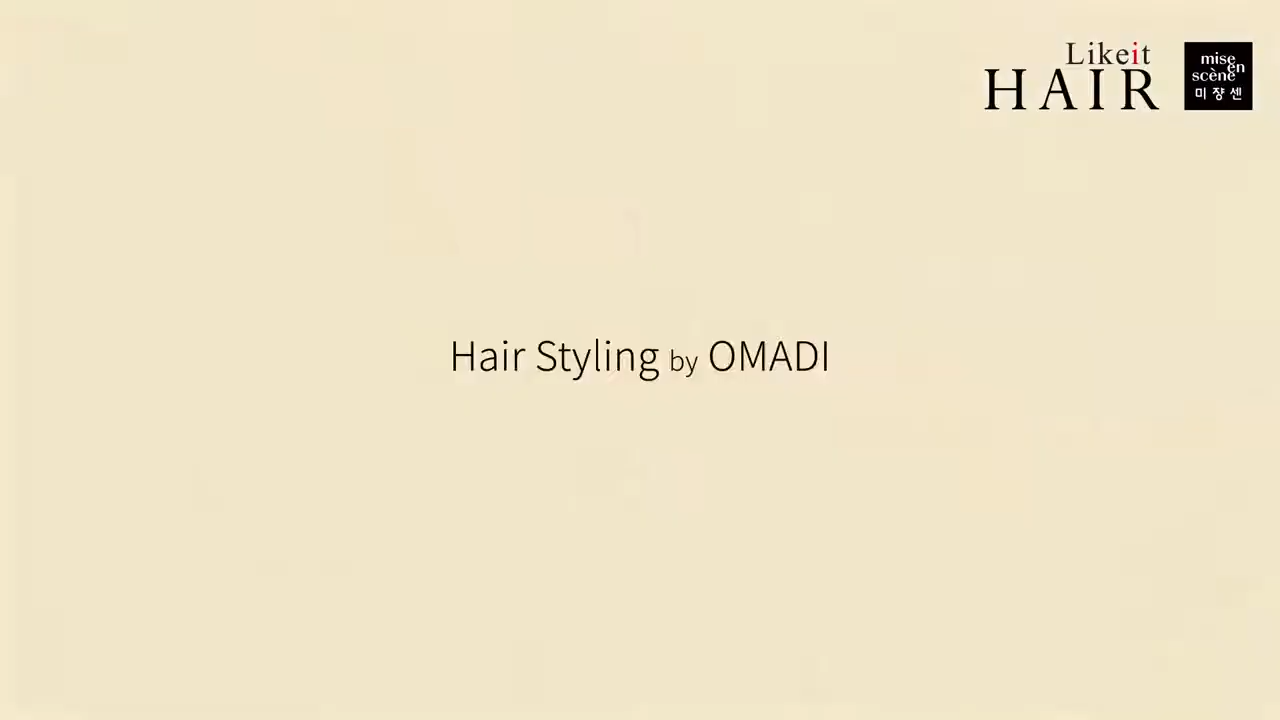 Likeit
HAIR
mise
en
scène
미쟝센
Hair Styling by OMADI